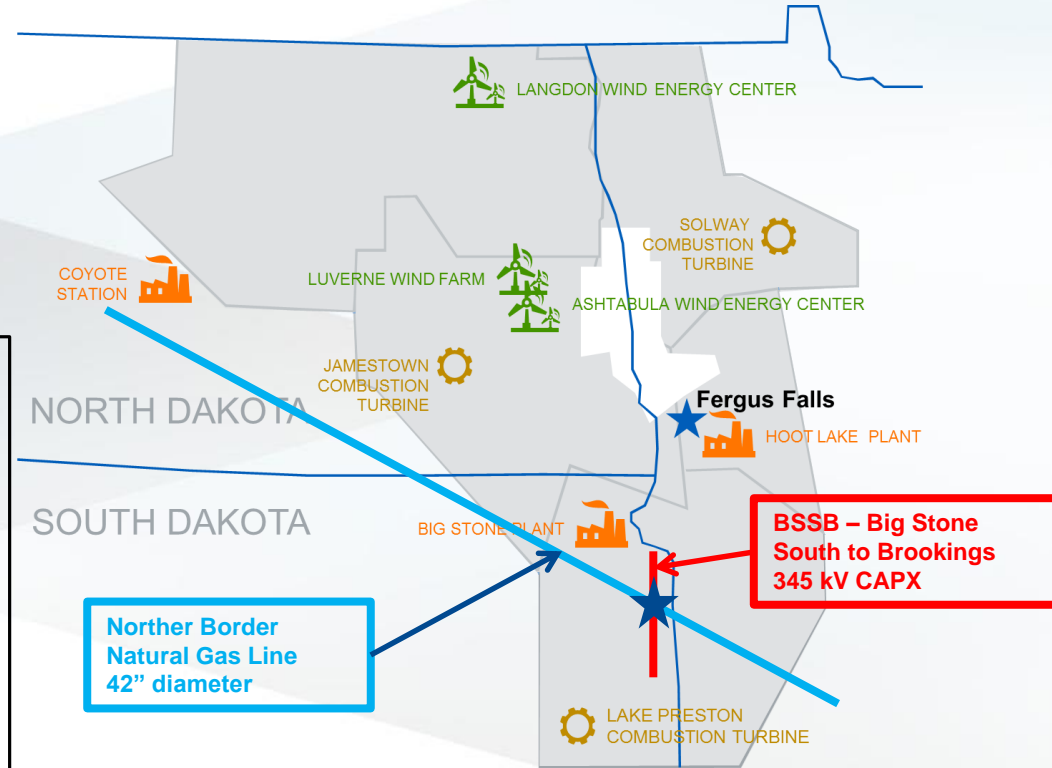 LANGDON WIND ENERGY CENTER
SOLWAY
COMBUSTION
TURBINE
COYOTE
STATION
LUVERNE WIND FARM
ASHTABULA WIND ENERGY CENTER
JAMESTOWN
COMBUSTION
TURBINE
NORTH DAKOTA
Fergus Falls
HOOT LAKE PLANT
SOUTH DAKOTA
BIG STONE PLANT
BSSB – Big Stone
South to Brookings
345 kV CAPX
Norther Border
Natural Gas Line
42” diameter
LAKE PRESTON
COMBUSTION TURBINE